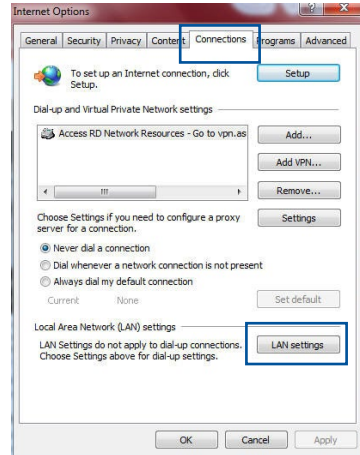 Internet Options
General Security Privacy Content Connections Programs Advanced
To set up an Internet connection, click
Setup.
Setup
Dial-up and Virtual Private Network settings
Access RD Network Resources - Go to vpn.as
Add...
Add VPN...
Remove...
Choose Settings if you need to configure a proxy
server for a connection.
Settings
Never dial a connection
Dial whenever a network connection is not present
Always dial my default connection
Current None
Set default
Local Area Network (LAN) settings
LAN Settings do not apply to dial-up connections.
Choose Settings above for dial-up settings.
LAN settings
OK Cancel Apply